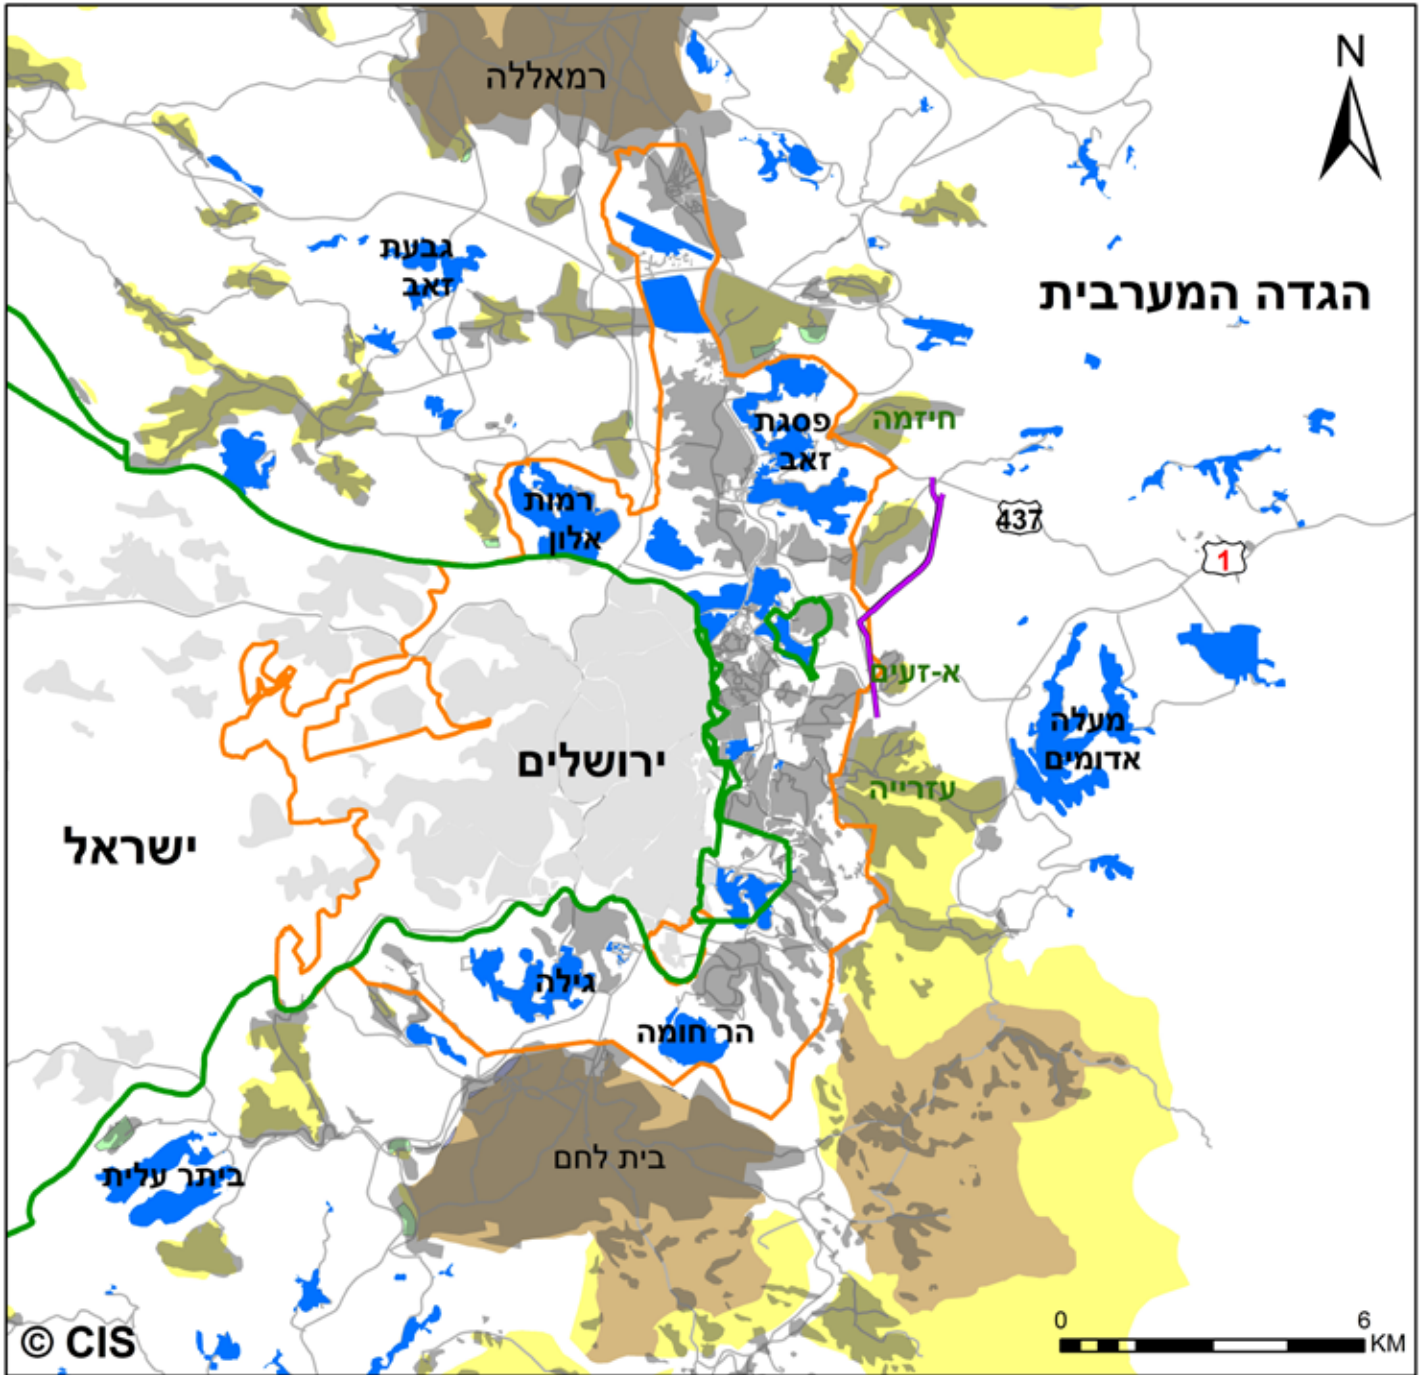 רמאללה
N
גבעת
זאב
הגדה המערבית
פסגת
זאב
חיזמה
רמות
אלון
437
1
א-זעים
מעלה
אדומים
ירושלים
עזרייה
ישראל
גילה
הר חומה
בית לחם
ביתר עלית
0 6
KM
© CIS